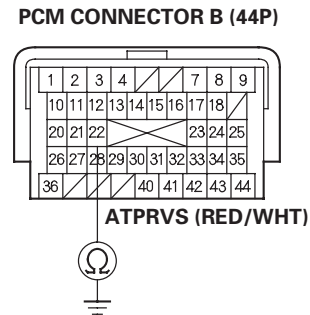 PCM CONNECTOR B (44P)
1 2 3 4 7 8 9
10 11 12 13 14 15 16 17 18
20 21 22 23 24 25
26 27 28 29 30 31 32 33 34 35
36 40 41 42 43 44
ATPRVS (RED/WHT)
Ω